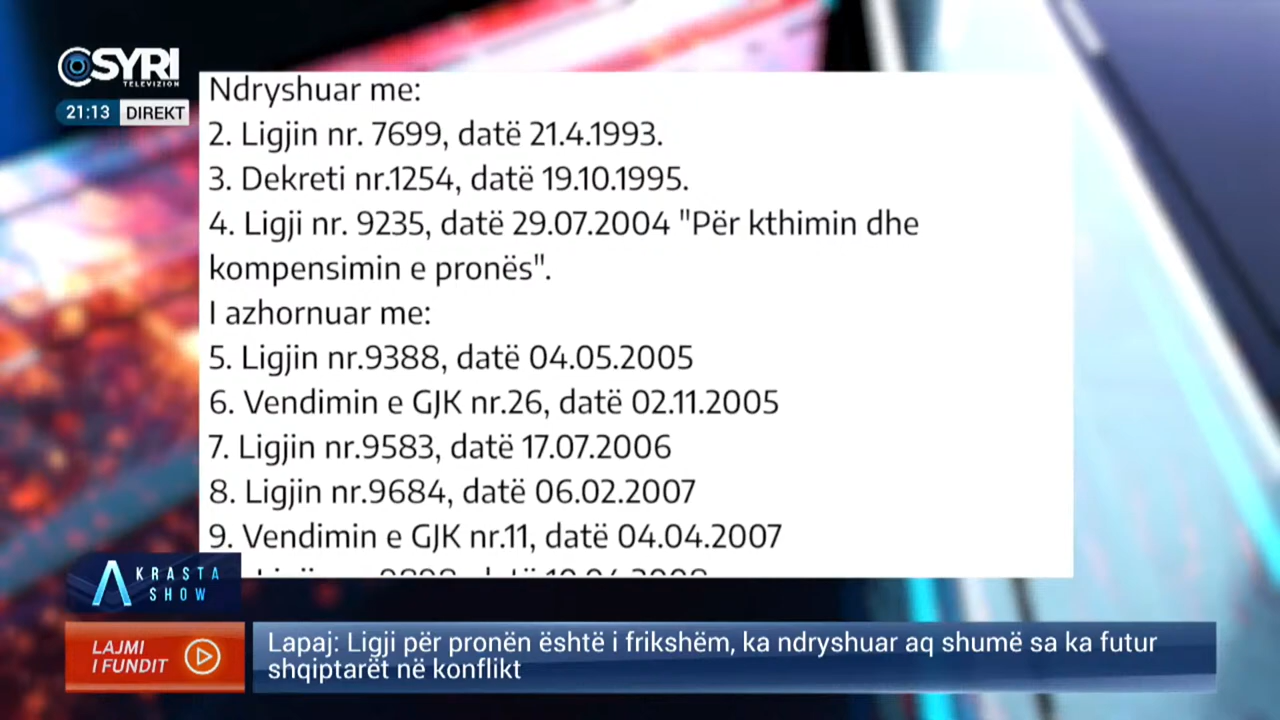 SYRI
TELEVIZION
21:13 DIREKT
Ndryshuar me:
2. Ligjin nr. 7699, datë 21.4.1993.
3. Dekreti nr.1254, datë 19.10.1995.
4. Ligji nr. 9235, datë 29.07.2004 "Për kthimin dhe
kompensimin e pronës".
I azhornuar me:
5. Ligjin nr.9388, datë 04.05.2005
6. Vendimin e GJK nr.26, datë 02.11.2005
7. Ligjin nr.9583, datë 17.07.2006
8. Ligjin nr.9684, datë 06.02.2007
9. Vendimin e GJK nr.11, datë 04.04.2007
KRASTA
SHOW
LAJMI
I FUNDIT
Lapaj: Ligji për pronën është i frikshëm, ka ndryshuar aq shumë sa ka futur
shqiptarët në konflikt